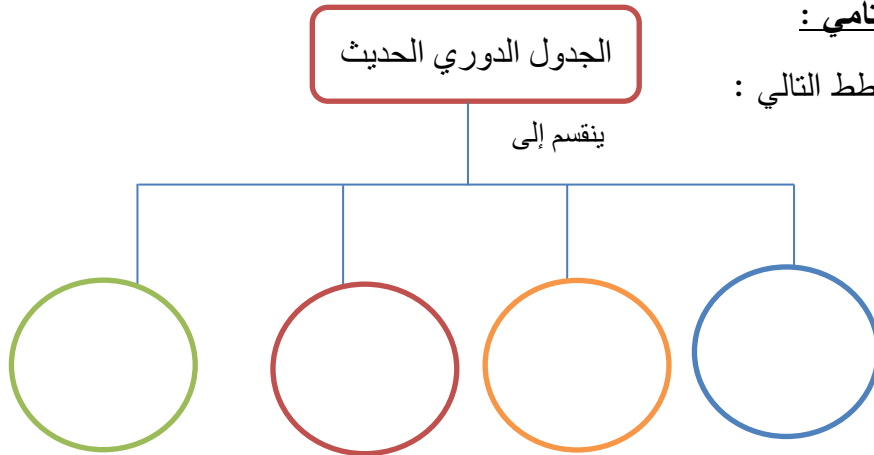 تامي :
الجدول الدوري الحديث
طط التالي :
ينقسم إلى